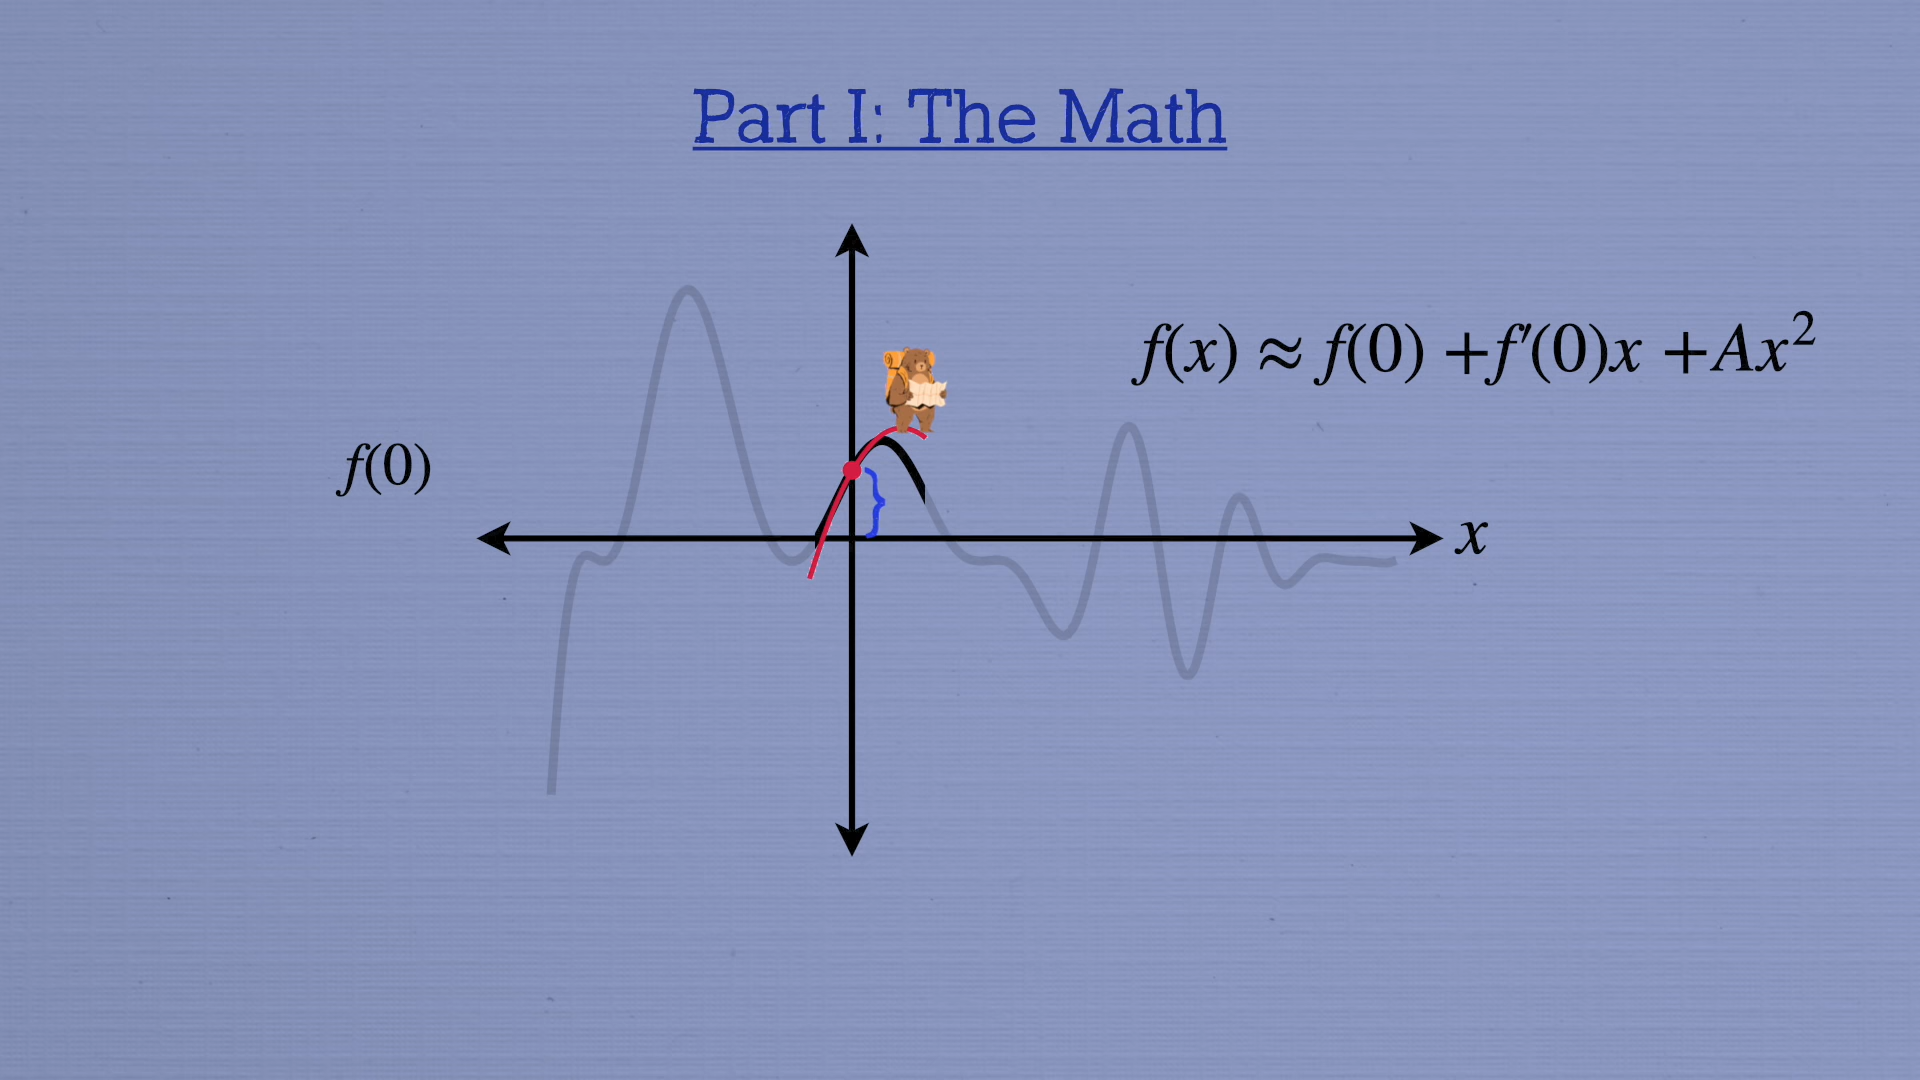 Part I: The Math
f(x) ≈ f(0) +f′(0)x +Ax²
f(0)
x